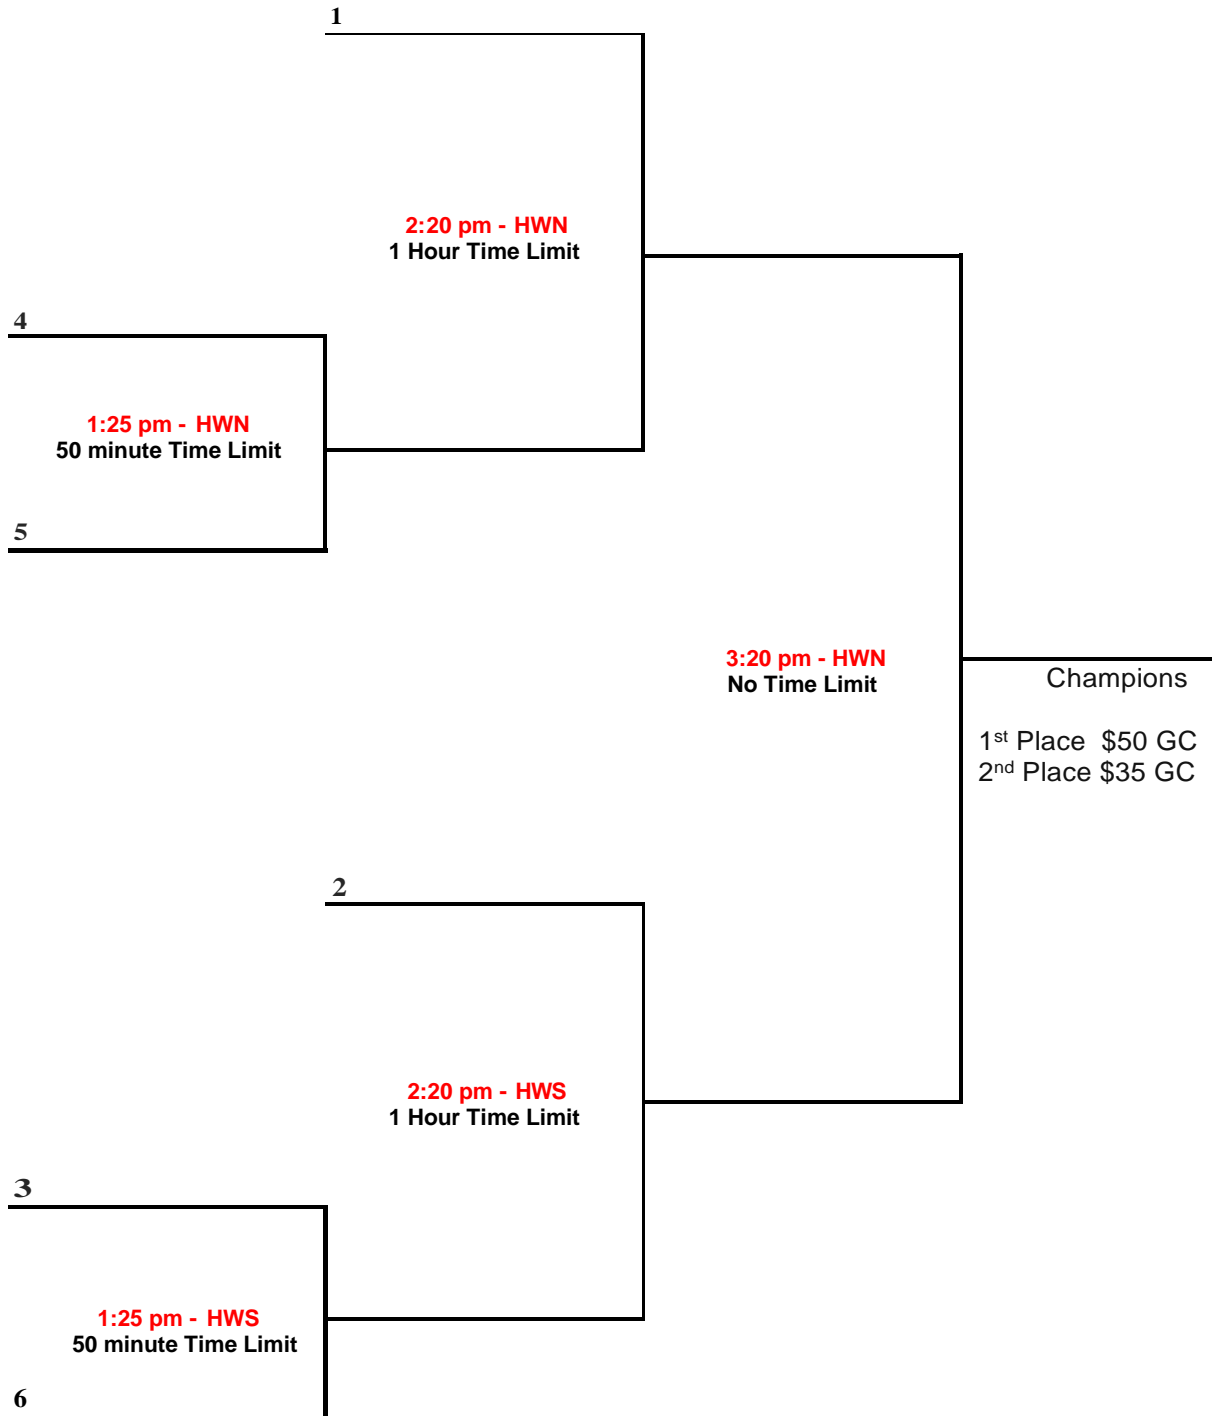 1
2:20 pm - HWN
1 Hour Time Limit
4
1:25 pm - HWN
50 minute Time Limit
5
3:20 pm - HWN
No Time Limit
Champions
1st Place $50 GC
2nd Place $35 GC
2
2:20 pm - HWS
1 Hour Time Limit
3
1:25 pm - HWS
50 minute Time Limit
6